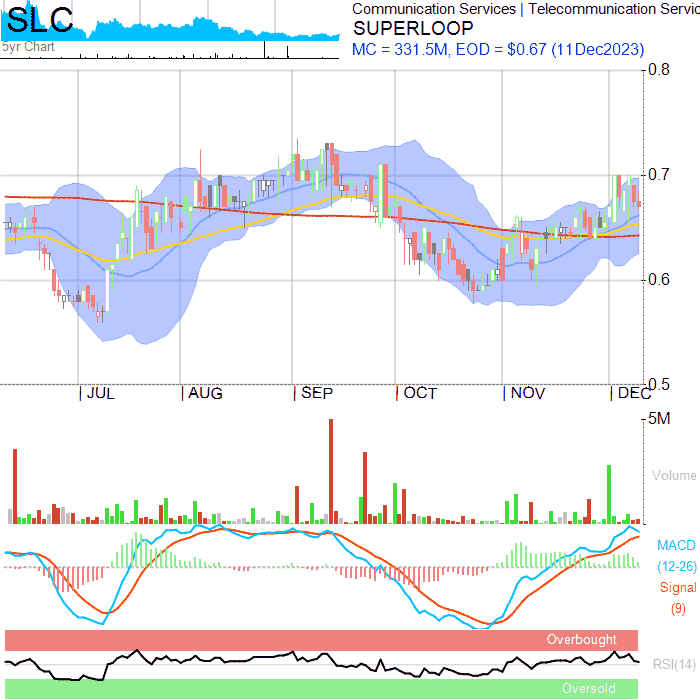 SLC
5yr Chart
Communication Services | Telecommunication Servic
SUPERLOOP
MC = 331.5M, EOD = $0.67 (11Dec2023)
0.8
0.7
0.6
0.5
JUL
AUG
SEP
OCT
NOV
DEC
5M
Volume
MACD
(12-26)
Signal
(9)
Overbought
RSI(14)
Oversold